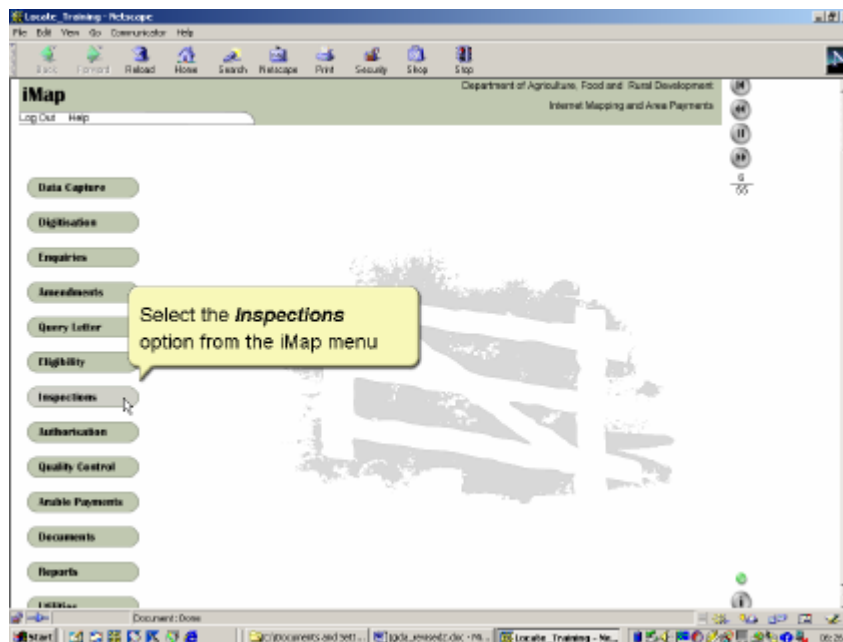 Locate_Training - Netscape
File Edit View Go Communicator Help
Back Forward Reload Home Search Netscape Print Security Shop Stop
iMap
Department of Agriculture, Food and Rural Development
Internet Mapping and Area Payments
Log Out Help
6
66
Data Capture
Digitisation
Enquiries
Amendments
Query Letter
Eligibility
Inspections
Authorisation
Quality Control
Arable Payments
Documents
Reports
Utilities
Select the Inspections
option from the iMap menu
Document: Done
Start
Locate_Training - Ne...
06:26